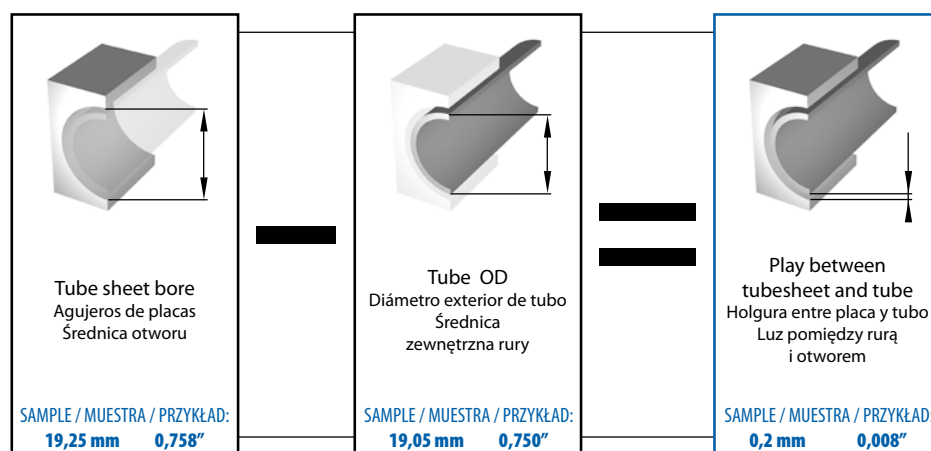 Tube sheet bore
Agujeros de placas
Średnica otworu
SAMPLE / MUESTRA / PRZYKŁAD:
19,25 mm 0,758″
Tube OD
Diámetro exterior de tubo
Średnica
zewnętrzna rury
SAMPLE / MUESTRA / PRZYKŁAD:
19,05 mm 0,750″
Play between
tubesheet and tube
Holgura entre placa y tubo
Luz pomiędzy rurą
i otworem
SAMPLE / MUESTRA / PRZYKŁAD:
0,2 mm 0,008″